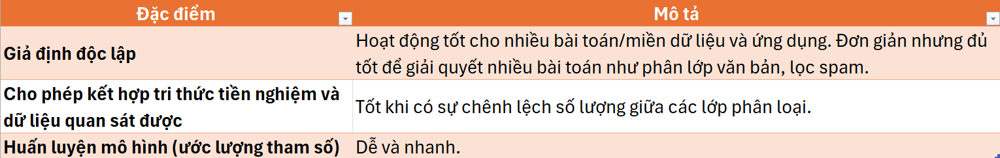 Đặc điểm
Mô tả
Giả định độc lập
Hoạt động tốt cho nhiều bài toán/miền dữ liệu và ứng dụng. Đơn giản nhưng đủ
tốt để giải quyết nhiều bài toán như phân lớp văn bản, lọc spam.
Cho phép kết hợp tri thức tiền nghiệm và
dữ liệu quan sát được
Tốt khi có sự chênh lệch số lượng giữa các lớp phân loại.
Huấn luyện mô hình (ước lượng tham số)
Dễ và nhanh.